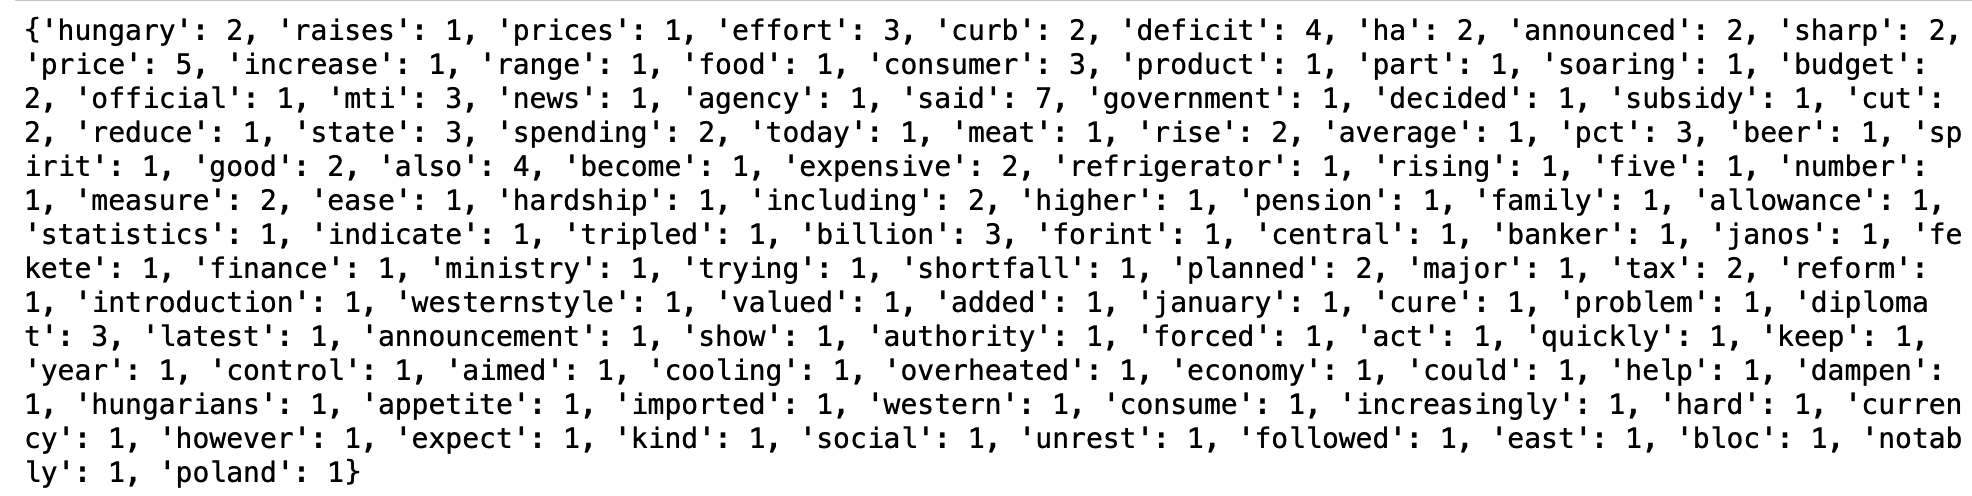 {'hungary': 2, 'raises': 1, 'prices': 1, 'effort': 3, 'curb': 2, 'deficit': 4, 'ha': 2, 'announced': 2, 'sharp': 2,
'price': 5, 'increase': 1, 'range': 1, 'food': 1, 'consumer': 3, 'product': 1, 'part': 1, 'soaring': 1, 'budget':
2, 'official': 1, 'mti': 3, 'news': 1, 'agency': 1, 'said': 7, 'government': 1, 'decided': 1, 'subsidy': 1, 'cut':
2, 'reduce': 1, 'state': 3, 'spending': 2, 'today': 1, 'meat': 1, 'rise': 2, 'average': 1, 'pct': 3, 'beer': 1, 'sp
irit': 1, 'good': 2, 'also': 4, 'become': 1, 'expensive': 2, 'refrigerator': 1, 'rising': 1, 'five': 1, 'number':
1, 'measure': 2, 'ease': 1, 'hardship': 1, 'including': 2, 'higher': 1, 'pension': 1, 'family': 1, 'allowance': 1,
'statistics': 1, 'indicate': 1, 'tripled': 1, 'billion': 3, 'forint': 1, 'central': 1, 'banker': 1, 'janos': 1, 'fe
kete': 1, 'finance': 1, 'ministry': 1, 'trying': 1, 'shortfall': 1, 'planned': 2, 'major': 1, 'tax': 2, 'reform':
1, 'introduction': 1, 'westernstyle': 1, 'valued': 1, 'added': 1, 'january': 1, 'cure': 1, 'problem': 1, 'diploma
t': 3, 'latest': 1, 'announcement': 1, 'show': 1, 'authority': 1, 'forced': 1, 'act': 1, 'quickly': 1, 'keep': 1,
'year': 1, 'control': 1, 'aimed': 1, 'cooling': 1, 'overheated': 1, 'economy': 1, 'could': 1, 'help': 1, 'dampen':
1, 'hungarians': 1, 'appetite': 1, 'imported': 1, 'western': 1, 'consume': 1, 'increasingly': 1, 'hard': 1, 'curren
cy': 1, 'however': 1, 'expect': 1, 'kind': 1, 'social': 1, 'unrest': 1, 'followed': 1, 'east': 1, 'bloc': 1, 'notab
ly': 1, 'poland': 1}